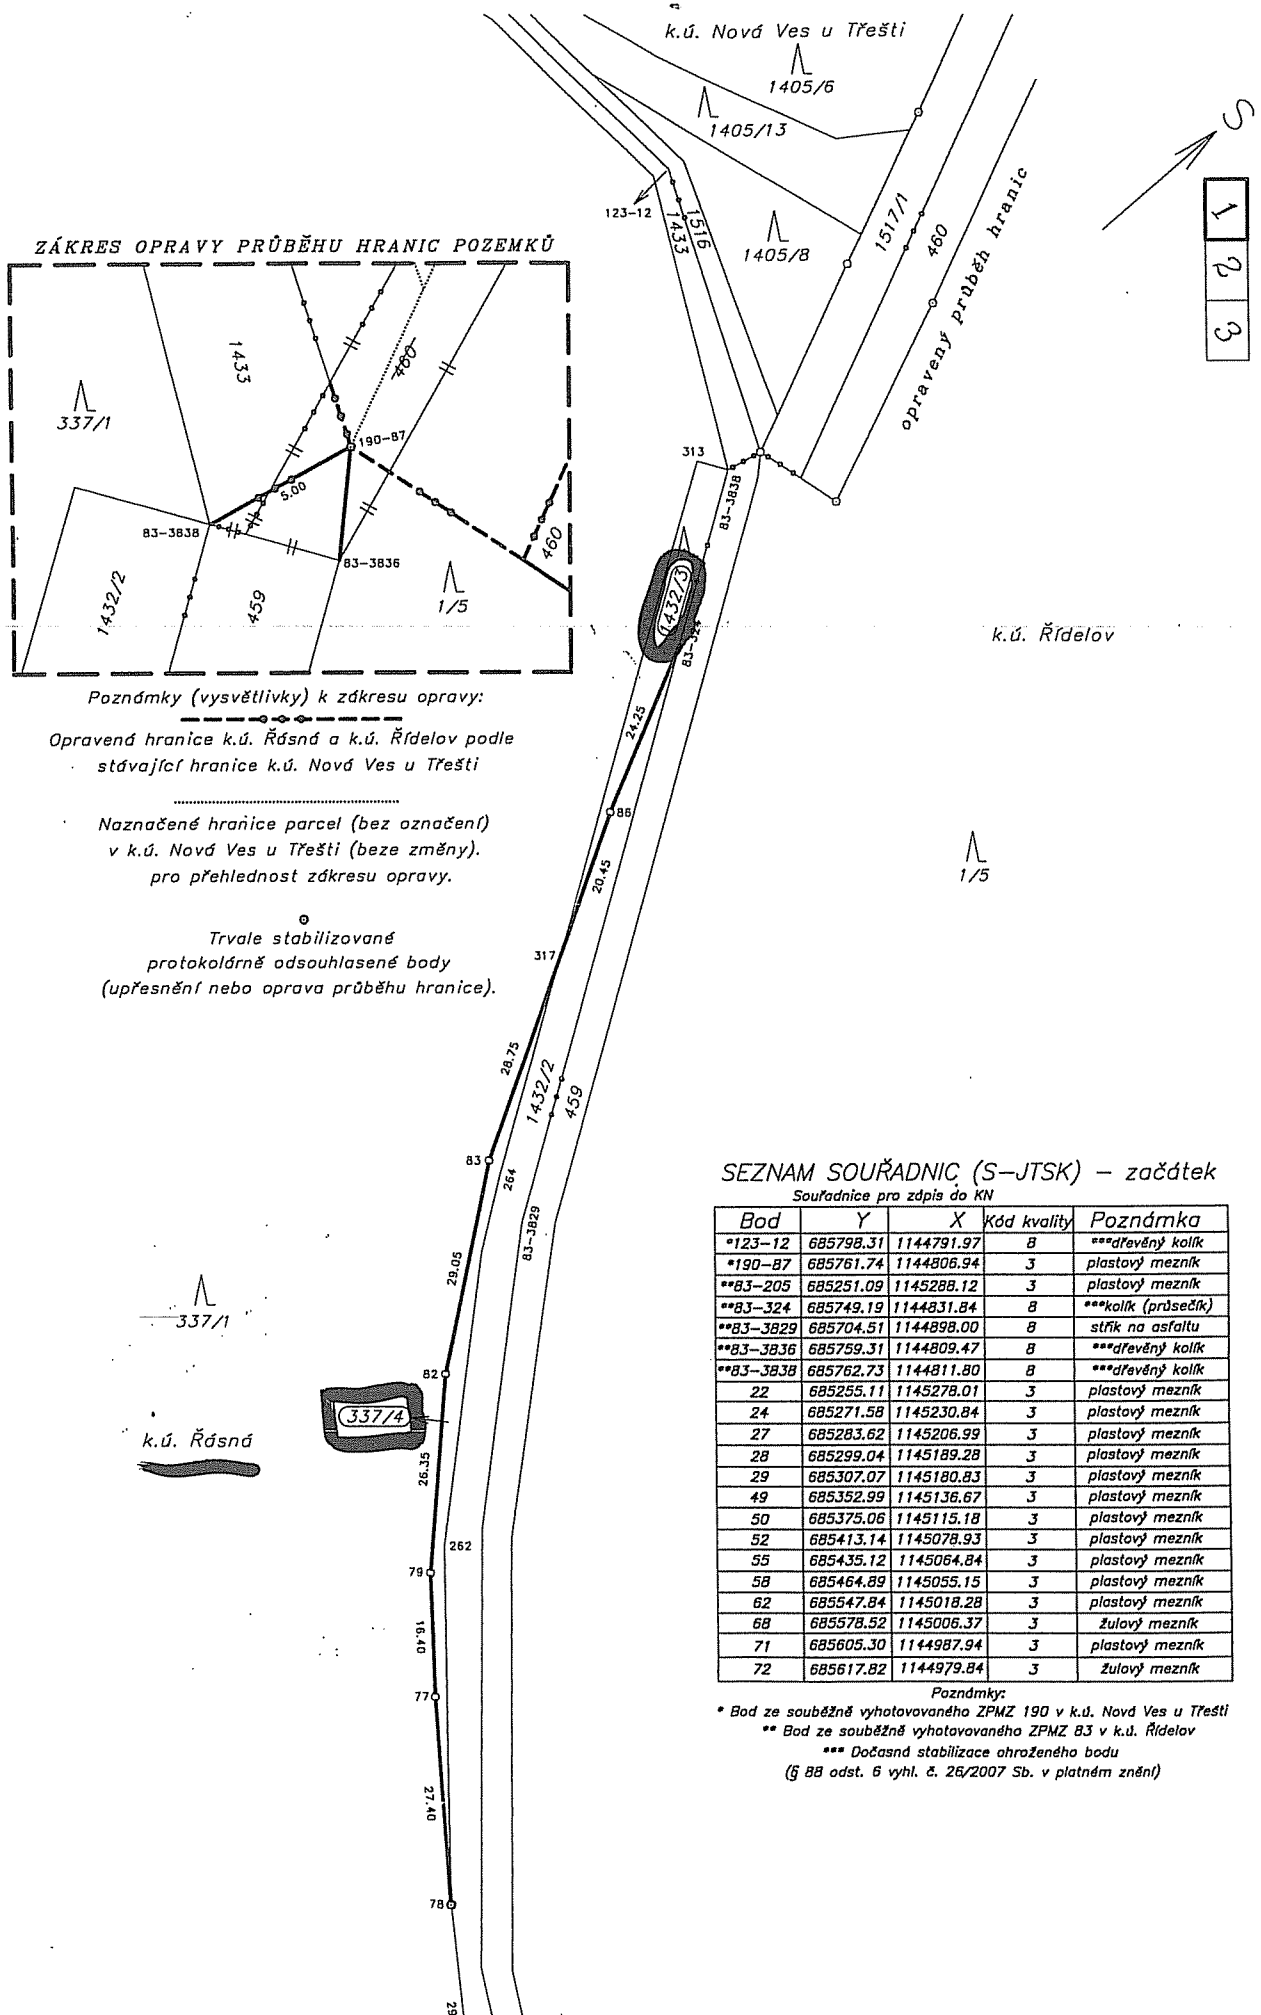 k.ú. Nová Ves u Třešti
1405/6
1405/13
S
1
2
3
123-12
1516
1433
1405/8
1517/1
460
opravený průběh hranic
ZÁKRES OPRAVY PRŮBĚHU HRANIC POZEMKŮ
1433
460
337/1
190-87
5.00
83-3838
83-3836
460
1432/2
459
1/5
313
83-3838
1432/3
83-324
k.ú. Řídelov
Poznámky (vysvětlivky) k zákresu opravy:
Opravená hranice k.ú. Řásná a k.ú. Řídelov podle
stávající hranice k.ú. Nová Ves u Třešti
Naznačené hranice parcel (bez označení)
v k.ú. Nová Ves u Třešti (beze změny).
pro přehlednost zákresu opravy.
Trvale stabilizované
protokolárně odsouhlasené body
(upřesnění nebo oprava průběhu hranice).
24.25
86
1/5
20.45
317
28.75
1432/2
459
83
264
83-3829
29.05
337/1
82
337/4
k.ú. Řásná
26.35
262
79
16.40
77
27.40
78
29
SEZNAM SOUŘADNIC (S-JTSK) – začátek
Souřadnice pro zápis do KN
Bod Y X Kód kvality Poznámka
*123-12 685798.31 1144791.97 8 ***dřevěný kolík
*190-87 685761.74 1144806.94 3 plastový mezník
**83-205 685251.09 1145288.12 3 plastový mezník
**83-324 685749.19 1144831.84 8 ***kolík (průsečík)
**83-3829 685704.51 1144898.00 8 střik na asfaltu
**83-3836 685759.31 1144809.47 8 ***dřevěný kolík
**83-3838 685762.73 1144811.80 8 ***dřevěný kolík
22 685255.11 1145278.01 3 plastový mezník
24 685271.58 1145230.84 3 plastový mezník
27 685283.62 1145206.99 3 plastový mezník
28 685299.04 1145189.28 3 plastový mezník
29 685307.07 1145180.83 3 plastový mezník
49 685352.99 1145136.67 3 plastový mezník
50 685375.06 1145115.18 3 plastový mezník
52 685413.14 1145078.93 3 plastový mezník
55 685435.12 1145064.84 3 plastový mezník
58 685464.89 1145055.15 3 plastový mezník
62 685547.84 1145018.28 3 plastový mezník
68 685578.52 1145006.37 3 žulový mezník
71 685605.30 1144987.94 3 plastový mezník
72 685617.82 1144979.84 3 žulový mezník
Poznámky:
* Bod ze souběžně vyhotovovaného ZPMZ 190 v k.ú. Nová Ves u Třešti
** Bod ze souběžně vyhotovovaného ZPMZ 83 v k.ú. Řídelov
*** Dočasná stabilizace ohroženého bodu
(§ 88 odst. 6 vyhl. č. 26/2007 Sb. v platném znění)